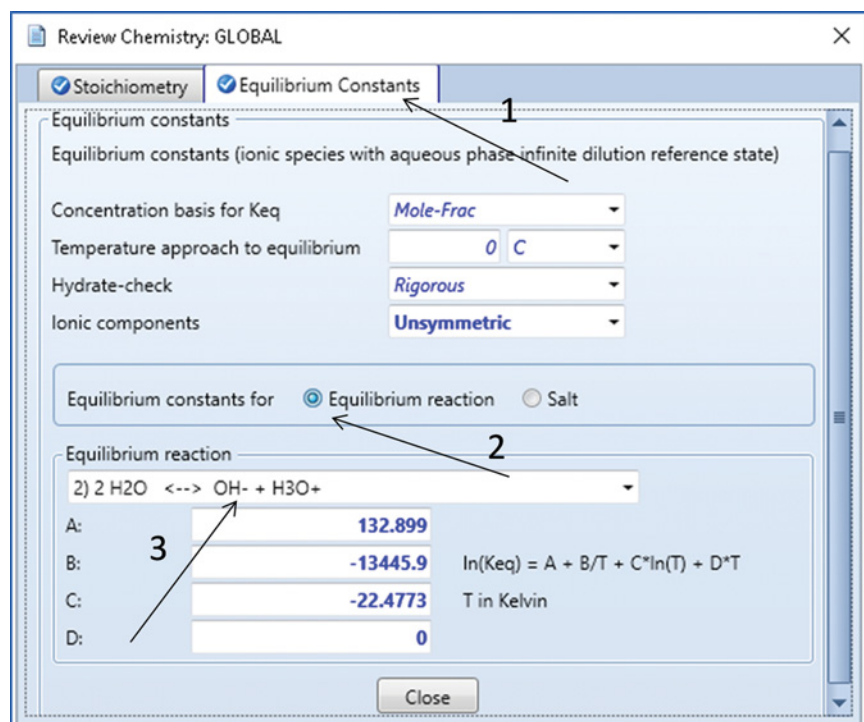 Review Chemistry: GLOBAL
Stoichiometry Equilibrium Constants
1
Equilibrium constants
Equilibrium constants (ionic species with aqueous phase infinite dilution reference state)
Concentration basis for Keq Mole-Frac
Temperature approach to equilibrium 0 C
Hydrate-check Rigorous
Ionic components Unsymmetric
Equilibrium constants for Equilibrium reaction Salt
2
Equilibrium reaction
2) 2 H2O <--> OH- + H3O+
A: 132.899
3
B: -13445.9 ln(Keq) = A + B/T + C*ln(T) + D*T
C: -22.4773 T in Kelvin
D: 0
Close